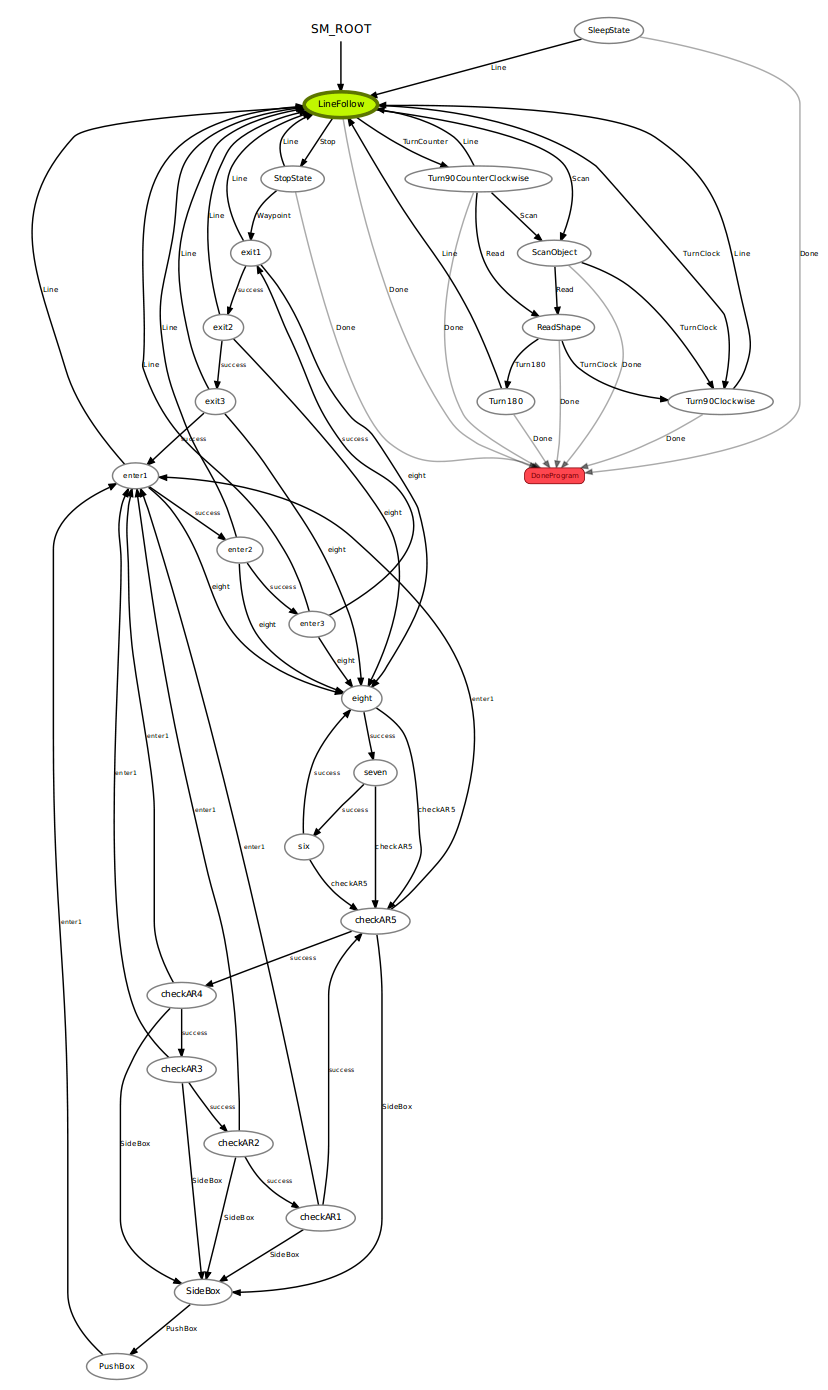 SM_ROOT
SleepState
Line
LineFollow
Line
Stop
TurnCounter
Line
Scan
StopState
Turn90CounterClockwise
Line
Waypoint
Scan
Line
exit1
Line
Line
Read
ScanObject
TurnClock
Line
Done
Line
success
Done
Read
exit2
Line
Done
Done
ReadShape
TurnClock
Line
success
Turn180
TurnClock
Done
exit3
Turn180
Done
Turn90Clockwise
success
success
Done
Done
enter1
eight
DoneProgram
success
eight
enter2
eight
eight
success
enter3
eight
eight
eight
enter1
success
enter1
seven
enter1
success
enter1
success
checkAR5
six
enter1
checkAR5
checkAR5
enter1
checkAR5
success
checkAR4
success
checkAR3
success
success
SideBox
checkAR2
SideBox
SideBox
success
SideBox
checkAR1
SideBox
SideBox
PushBox
PushBox